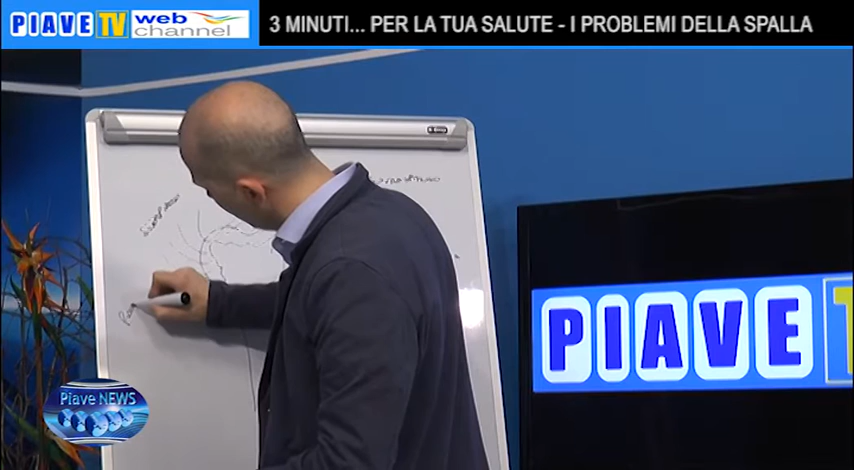 PIAVE TV web channel
3 MINUTI... PER LA TUA SALUTE - I PROBLEMI DELLA SPALLA
PIAVE T
Piave NEWS